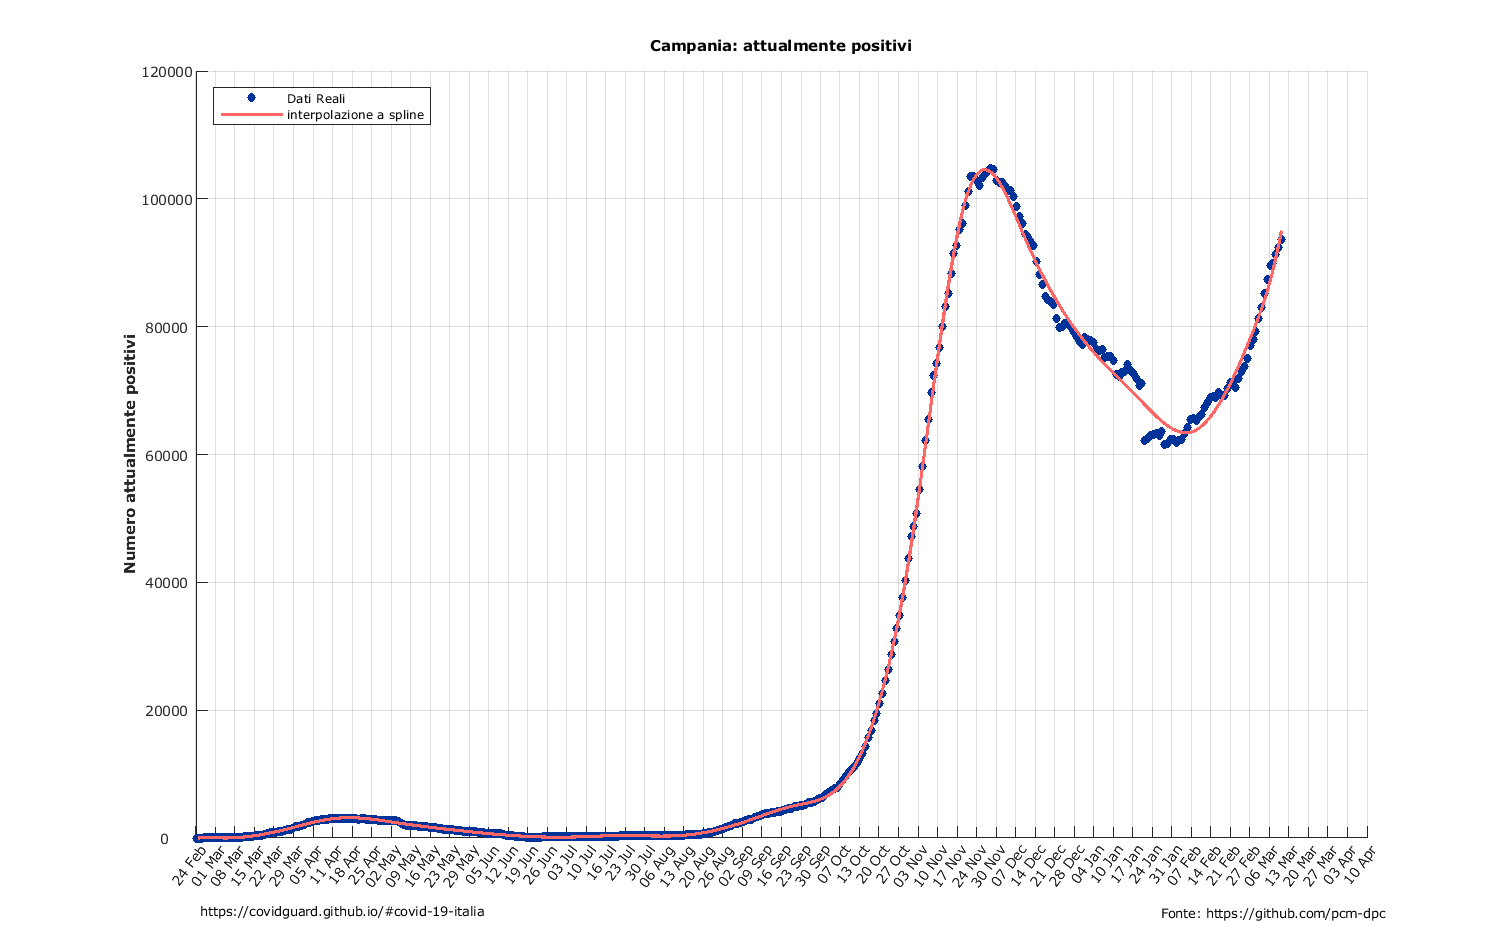 Campania: attualmente positivi
Dati Reali
interpolazione a spline
Numero attualmente positivi
120000
100000
80000
60000
40000
20000
0
24 Feb
01 Mar
08 Mar
15 Mar
22 Mar
29 Mar
05 Apr
11 Apr
18 Apr
25 Apr
02 May
09 May
16 May
23 May
29 May
05 Jun
12 Jun
19 Jun
26 Jun
03 Jul
10 Jul
16 Jul
23 Jul
30 Jul
06 Aug
13 Aug
20 Aug
26 Aug
02 Sep
09 Sep
16 Sep
23 Sep
30 Sep
07 Oct
13 Oct
20 Oct
27 Oct
03 Nov
10 Nov
17 Nov
24 Nov
30 Nov
07 Dec
14 Dec
21 Dec
28 Dec
04 Jan
10 Jan
17 Jan
24 Jan
31 Jan
07 Feb
14 Feb
21 Feb
27 Feb
06 Mar
13 Mar
20 Mar
27 Mar
03 Apr
10 Apr
https://covidguard.github.io/#covid-19-italia
Fonte: https://github.com/pcm-dpc